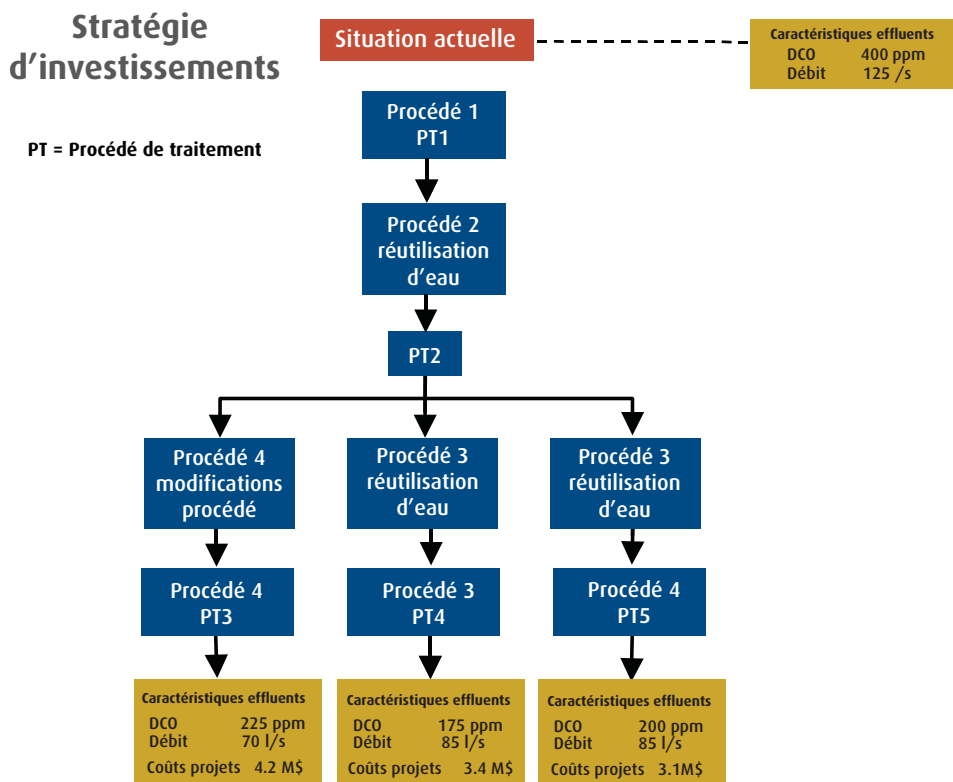 Stratégie
d'investissements
Situation actuelle
Caractéristiques effluents
DCO 400 ppm
Débit 125 /s
PT = Procédé de traitement
Procédé 1
PT1
Procédé 2
réutilisation
d'eau
PT2
Procédé 4
modifications
procédé
Procédé 3
réutilisation
d'eau
Procédé 3
réutilisation
d'eau
Procédé 4
PT3
Procédé 3
PT4
Procédé 4
PT5
Caractéristiques effluents
DCO 225 ppm
Débit 70 l/s
Coûts projets 4.2 M$
Caractéristiques effluents
DCO 175 ppm
Débit 85 l/s
Coûts projets 3.4 M$
Caractéristiques effluents
DCO 200 ppm
Débit 85 l/s
Coûts projets 3.1M$